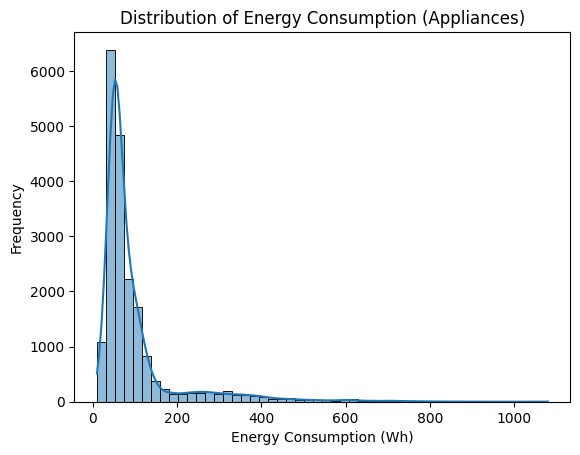 Distribution of Energy Consumption (Appliances)
Frequency
6000
5000
4000
3000
2000
1000
0
0 200 400 600 800 1000
Energy Consumption (Wh)